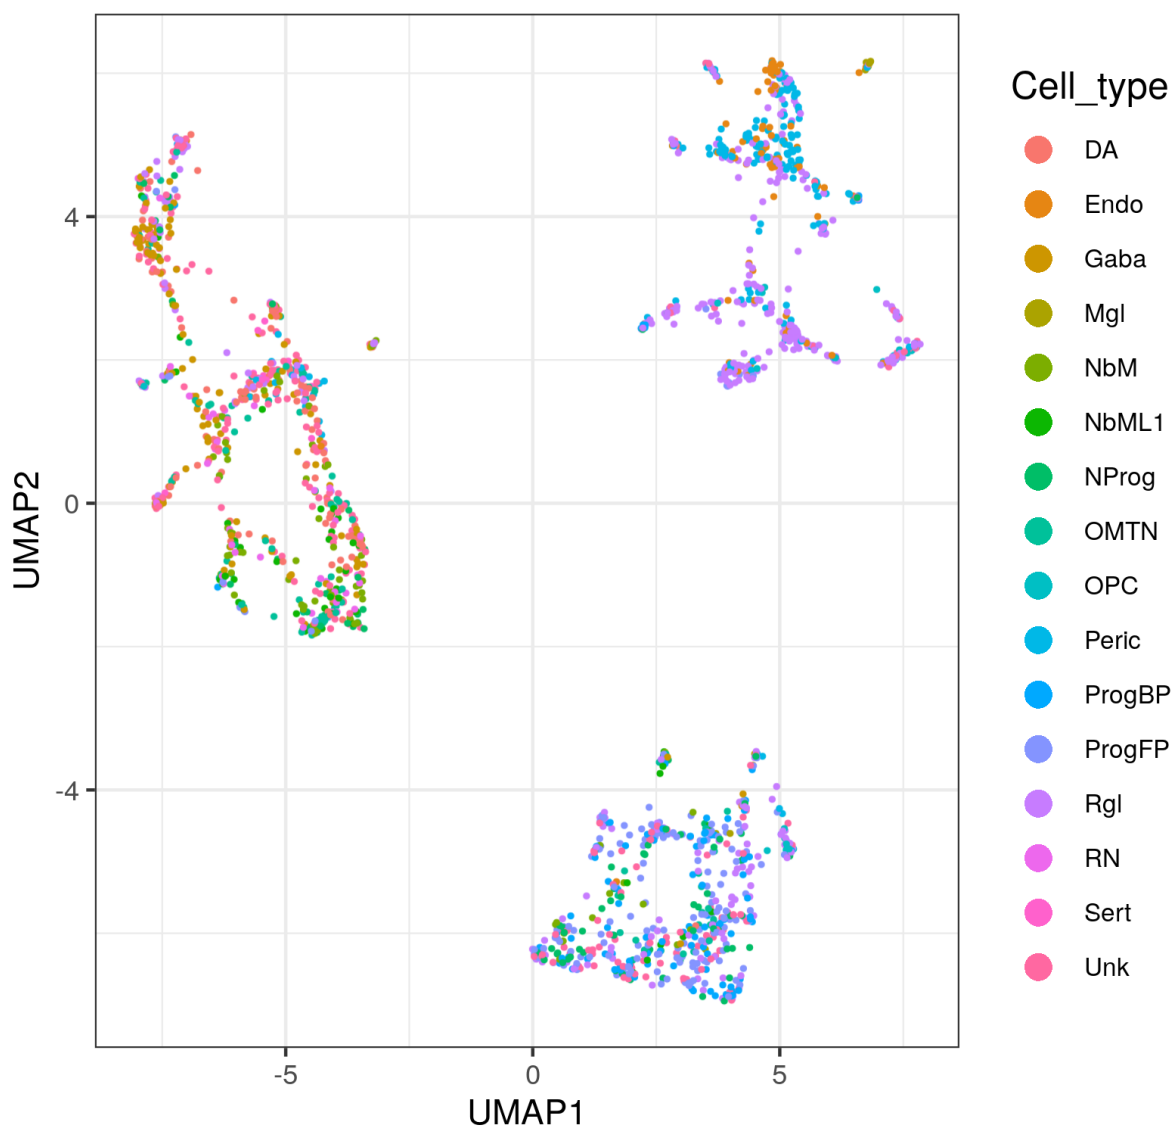 Cell_type
DA
Endo
Gaba
Mgl
NbM
NbML1
NProg
OMTN
OPC
Peric
ProgBP
ProgFP
Rgl
RN
Sert
Unk
4
0
-4
UMAP2
-5
0
5
UMAP1